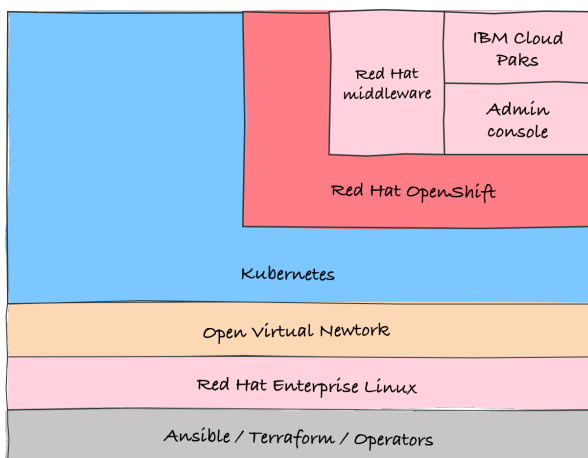 Red Hat
middleware
IBM Cloud
Paks
Admin
console
Red Hat OpenShift
Kubernetes
Open Virtual Newtork
Red Hat Enterprise Linux
Ansible / Terraform / Operators